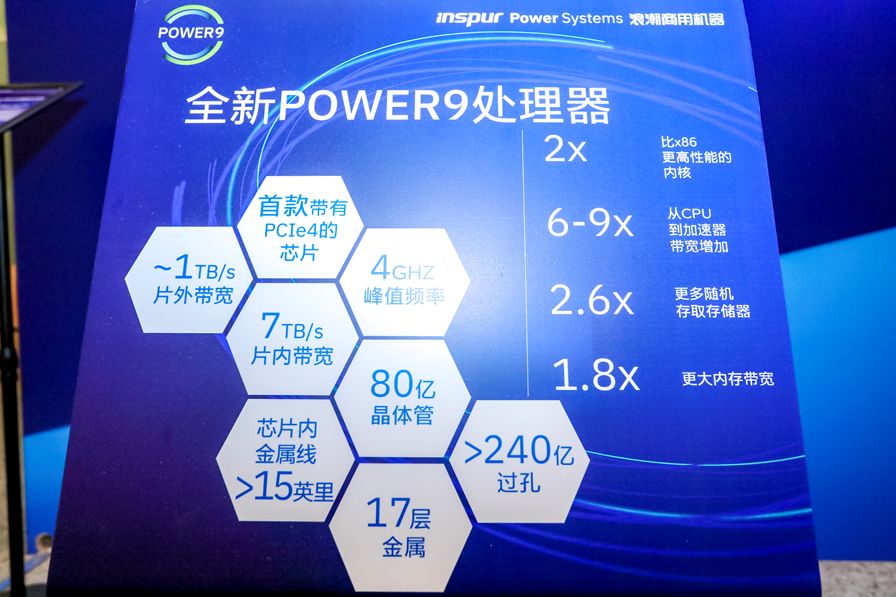 POWER9
inspur Power Systems 浪潮商用机器
全新POWER9处理器
首款带有
PCIe4的
芯片
~1TB/s
片外带宽
4GHZ
峰值频率
7TB/s
片内带宽
80亿
晶体管
芯片内
金属线
>15英里
>240亿
过孔
17层
金属
2x
比x86
更高性能的
内核
6-9x
从CPU
到加速器
带宽增加
2.6x
更多随机
存取存储器
1.8x
更大内存带宽